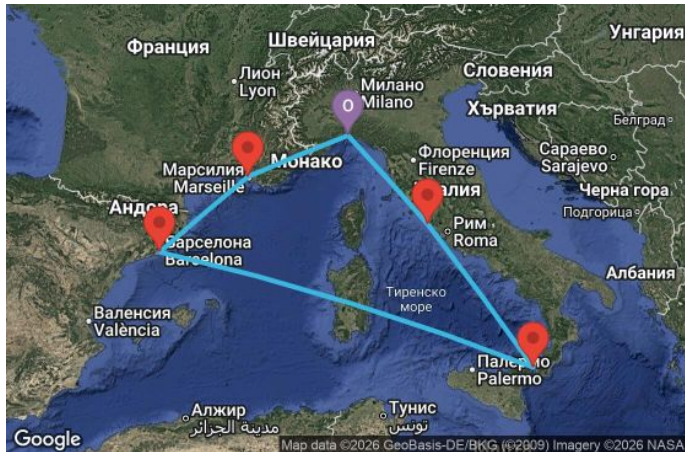 Франция
Швейцария
Унгария
Лион
Lyon
Милано
Milano
Словения
O
Хърватия
Белград
Марсилия
Marseille
Монако
Флоренция
Firenze
Сараево
Sarajevo
Андора
Черна гора
Подгорица
Барселона
Barcelona
Рим
Roma
Тиренско
море
Албания
Валенсия
València
Палермо
Palermo
Алжир
مدينة الجزائر
Тунис
تونس
Google
Map data ©2026 GeoBasis-DE/BKG (©2009) Imagery ©2026 NASA